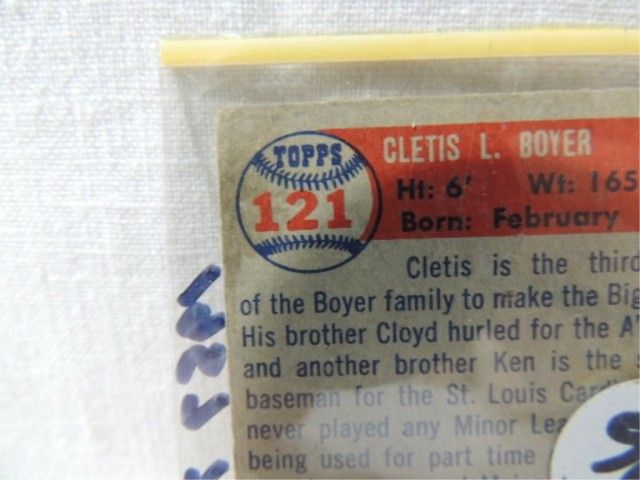 TOPPS
121
CLETIS L. BOYER
Ht: 6' Wt: 165
Born: February
Cletis is the third
of the Boyer family to make the Big
His brother Cloyd hurled for the A'
and another brother Ken is the
baseman for the St. Louis Cardi
never played any Minor Lea
being used for part time